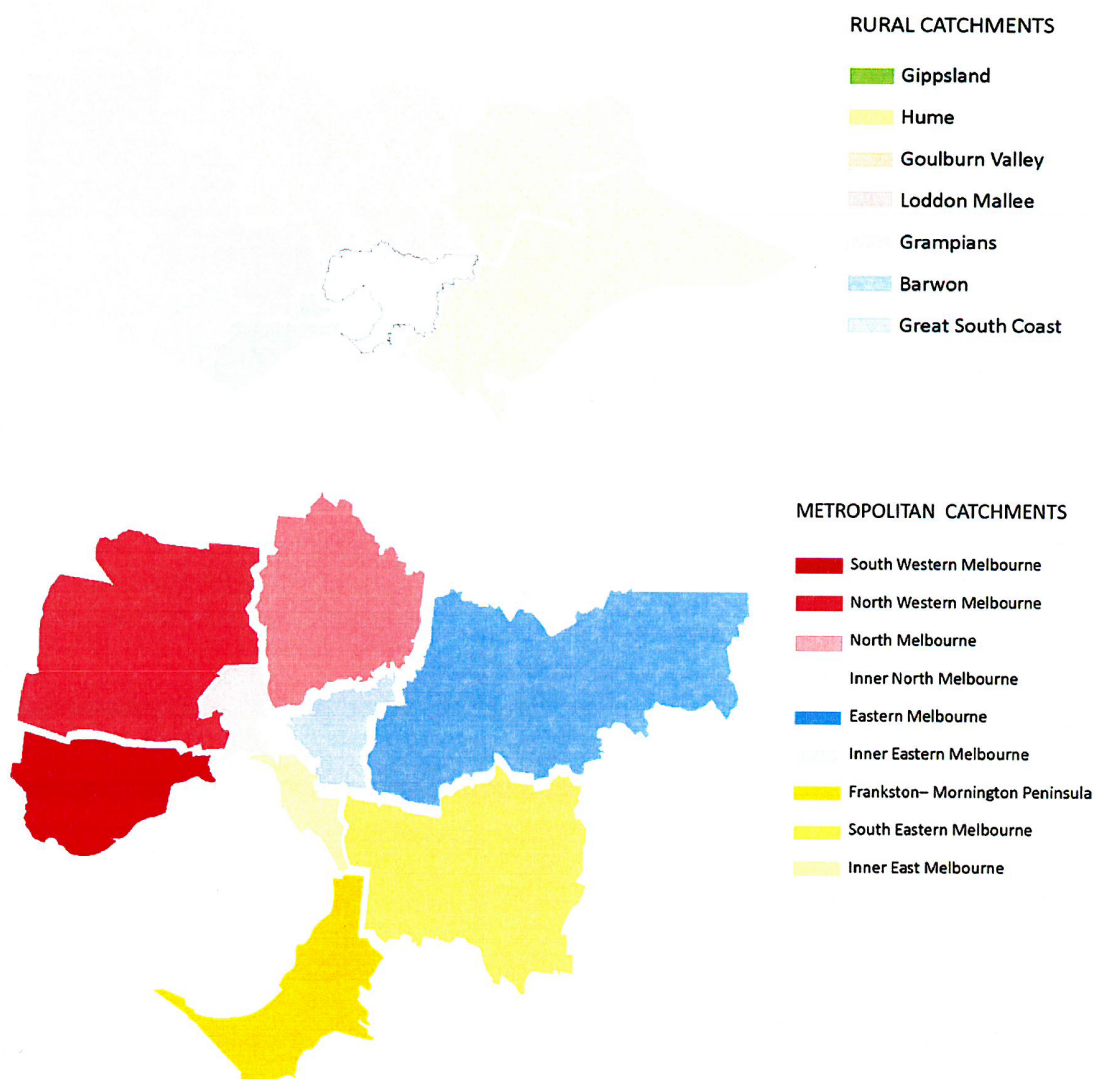 RURAL CATCHMENTS
Gippsland
Hume
Goulburn Valley
Loddon Mallee
Grampians
Barwon
Great South Coast
METROPOLITAN CATCHMENTS
South Western Melbourne
North Western Melbourne
North Melbourne
Inner North Melbourne
Eastern Melbourne
Inner Eastern Melbourne
Frankston– Mornington Peninsula
South Eastern Melbourne
Inner East Melbourne